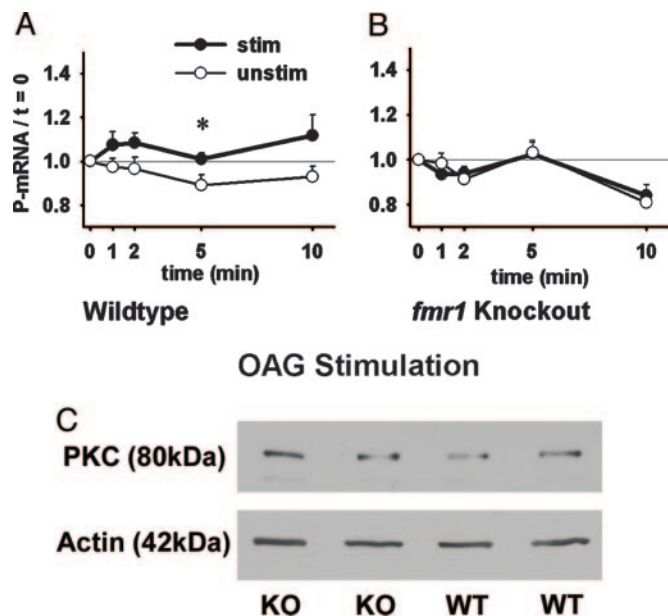 A
B
stim
unstim
P-mRNA / t = 0
1.4
1.2
1.0
0.8
*
0 1 2 5 10
time (min)
Wildtype
1.4
1.2
1.0
0.8
0 1 2 5 10
time (min)
fmr1 Knockout
OAG Stimulation
C
PKC (80kDa)
Actin (42kDa)
KO KO WT WT